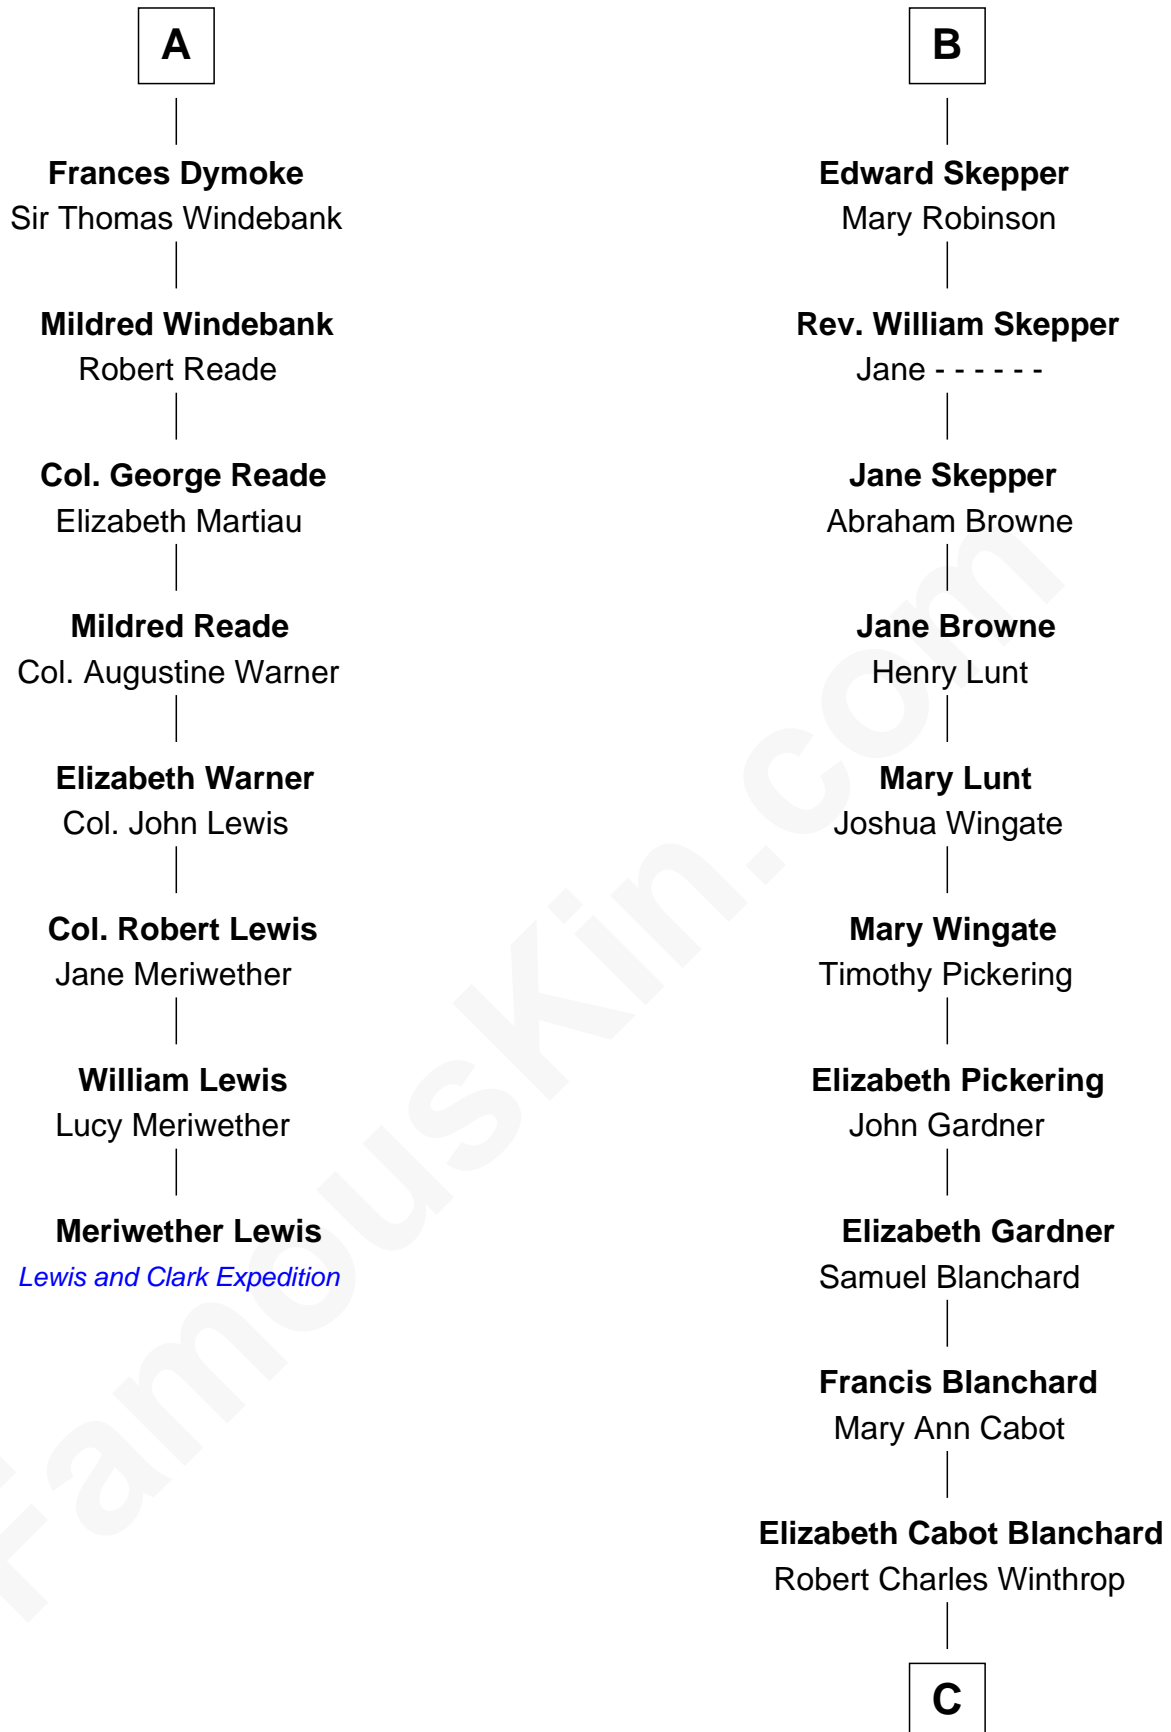 A
Frances Dymoke
Sir Thomas Windebank
Mildred Windebank
Robert Reade
Col. George Reade
Elizabeth Martiau
Mildred Reade
Col. Augustine Warner
Elizabeth Warner
Col. John Lewis
Col. Robert Lewis
Jane Meriwether
William Lewis
Lucy Meriwether
Meriwether Lewis
Lewis and Clark Expedition
B
Edward Skepper
Mary Robinson
Rev. William Skepper
Jane - - - - - -
Jane Skepper
Abraham Browne
Jane Browne
Henry Lunt
Mary Lunt
Joshua Wingate
Mary Wingate
Timothy Pickering
Elizabeth Pickering
John Gardner
Elizabeth Gardner
Samuel Blanchard
Francis Blanchard
Mary Ann Cabot
Elizabeth Cabot Blanchard
Robert Charles Winthrop
C
FamousKin.com